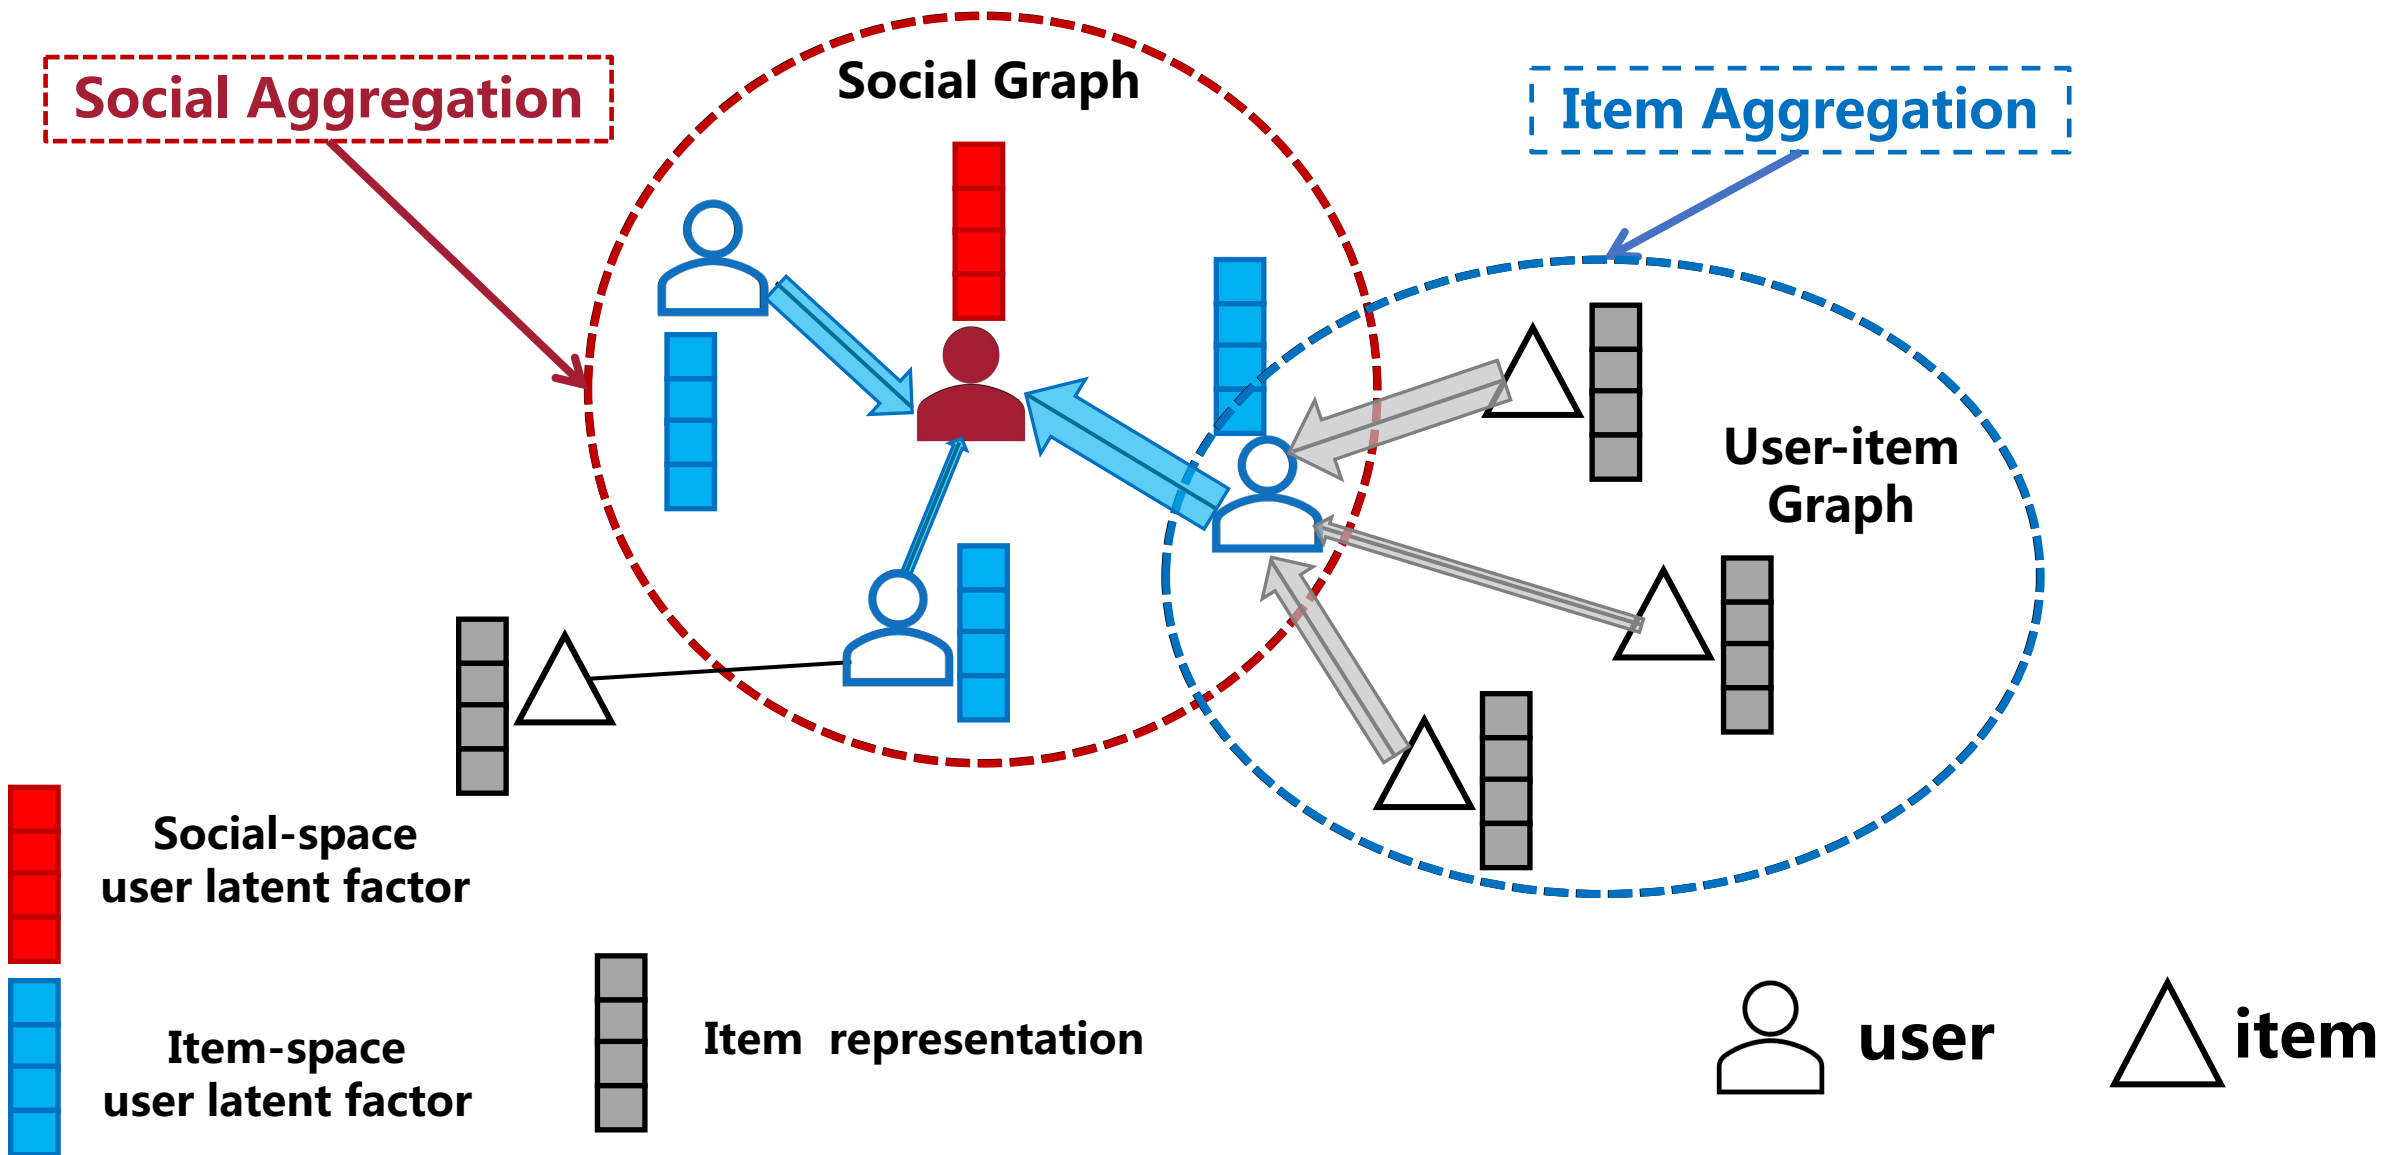 Social Graph
Social Aggregation
Item Aggregation
User-item
Graph
Social-space
user latent factor
Item-space
user latent factor
Item representation
user
item